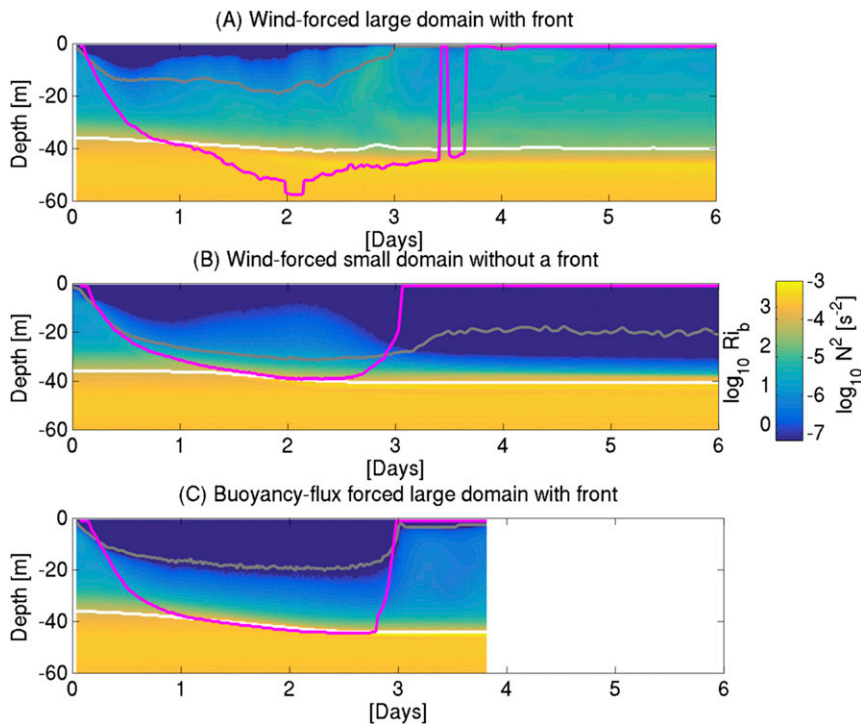 (A) Wind-forced large domain with front
0
-20
-40
-60
Depth [m]
0 1 2 3 4 5 6
[Days]
(B) Wind-forced small domain without a front
0
-20
-40
-60
Depth [m]
0 1 2 3 4 5 6
[Days]
log10 Rib
3
2
1
0
-3
-4
-5
-6
-7
log10 N2 [s-2]
(C) Buoyancy-flux forced large domain with front
0
-20
-40
-60
Depth [m]
0 1 2 3 4 5 6
[Days]